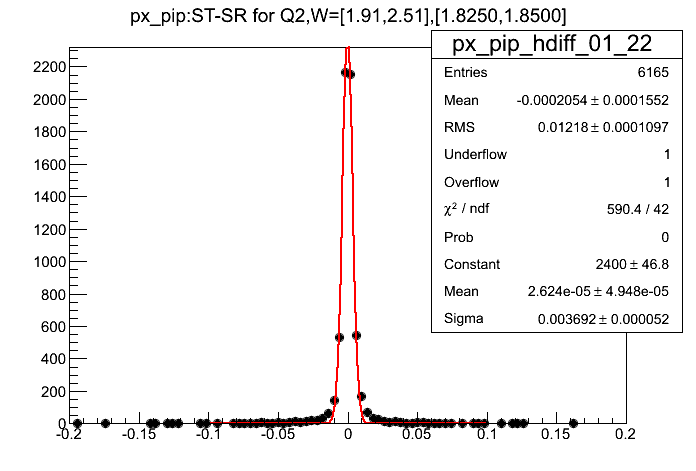 px_pip:ST-SR for Q2,W=[1.91,2.51],[1.8250,1.8500]
px_pip_hdiff_01_22
Entries 6165
Mean -0.0002054 ± 0.0001552
RMS 0.01218 ± 0.0001097
Underflow 1
Overflow 1
χ² / ndf 590.4 / 42
Prob 0
Constant 2400 ± 46.8
Mean 2.624e-05 ± 4.948e-05
Sigma 0.003692 ± 0.000052
2200
2000
1800
1600
1400
1200
1000
800
600
400
200
0
-0.2 -0.15 -0.1 -0.05 0 0.05 0.1 0.15 0.2